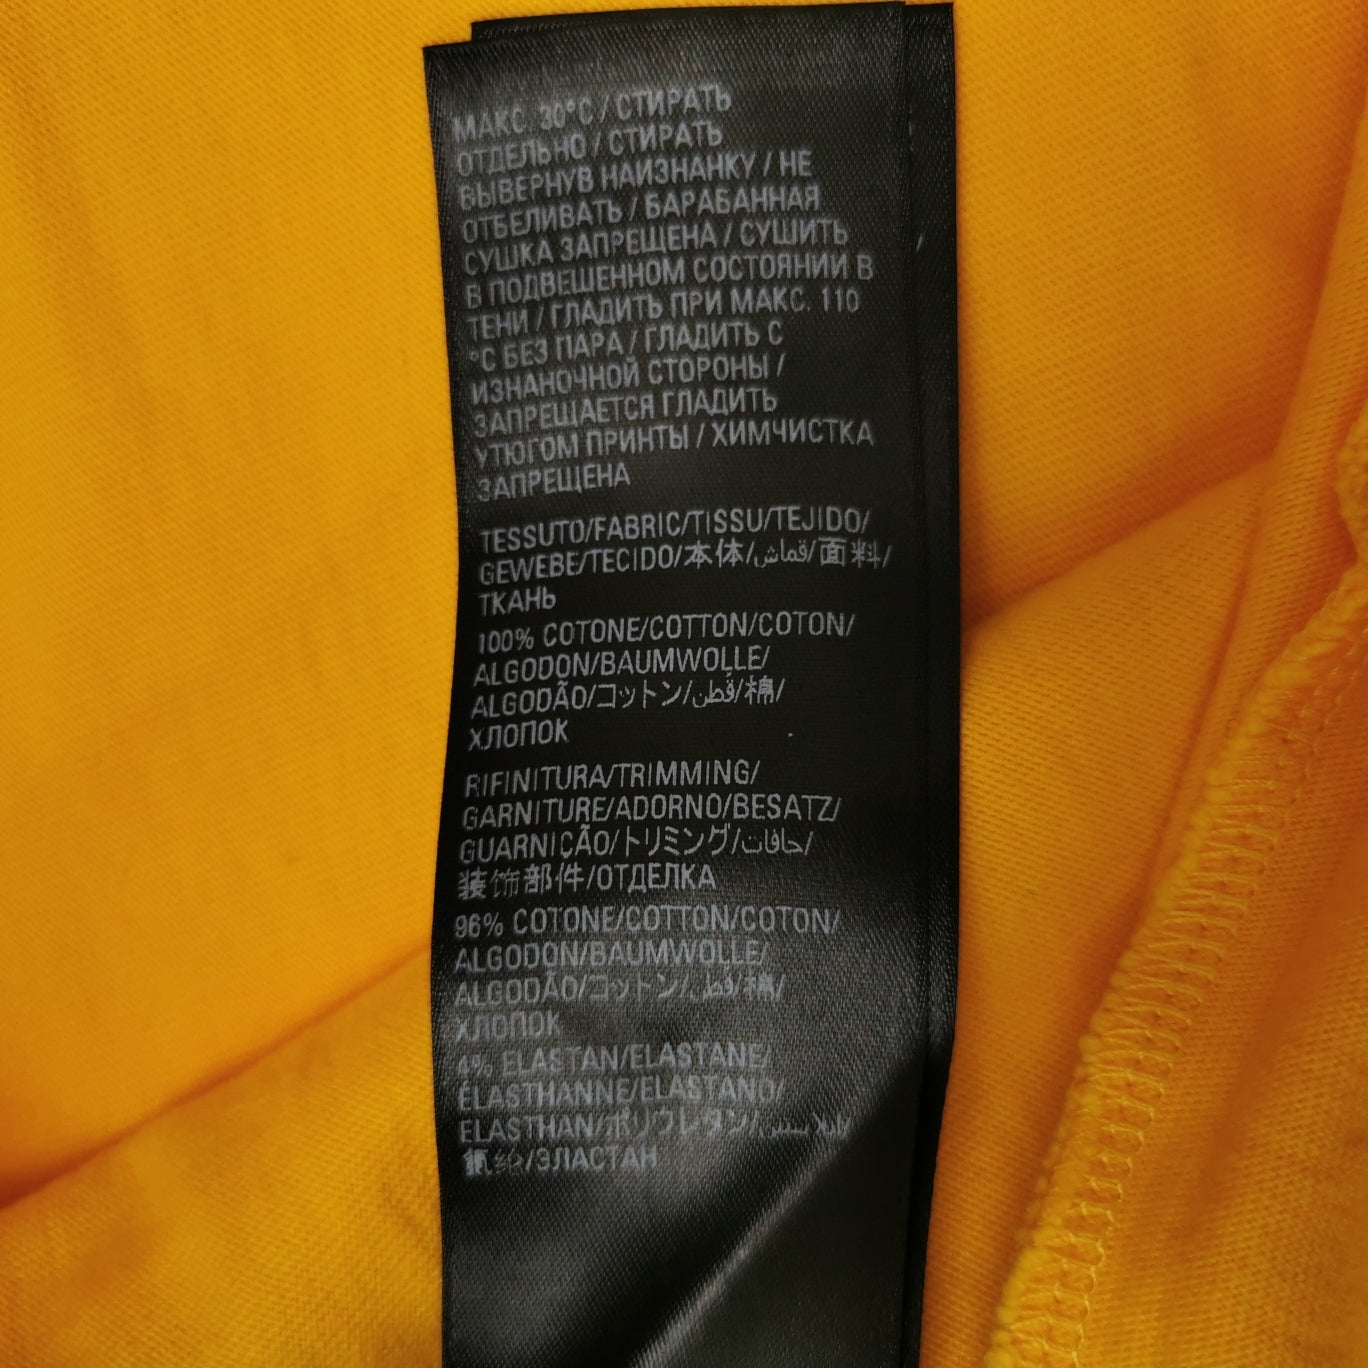 МАКС. 30°C / СТИРАТЬ
ОТДЕЛЬНО / СТИРАТЬ
ВЫВЕРНУВ НАИЗНАНКУ / НЕ
ОТБЕЛИВАТЬ / БАРАБАННАЯ
СУШКА ЗАПРЕЩЕНА / СУШИТЬ
В ПОДВЕШЕННОМ СОСТОЯНИИ В
ТЕНИ / ГЛАДИТЬ ПРИ МАКС. 110
°C БЕЗ ПАРА / ГЛАДИТЬ С
ИЗНАНОЧНОЙ СТОРОНЫ /
ЗАПРЕЩАЕТСЯ ГЛАДИТЬ
УТЮГОМ ПРИНТЫ / ХИМЧИСТКА
ЗАПРЕЩЕНА
TESSUTO/FABRIC/TISSU/TEJIDO/
GEWEBE/TECIDO/本体/قماش/面料/
ТКАНЬ
100% COTONE/COTTON/COTON/
ALGODON/BAUMWOLLE/
ALGODÃO/コットン/قطن/棉/
ХЛОПОК
RIFINITURA/TRIMMING/
GARNITURE/ADORNO/BESATZ/
GUARNIÇÃO/トリミング/حافات/
装饰部件/ОТДЕЛКА
96% COTONE/COTTON/COTON/
ALGODON/BAUMWOLLE/
ALGODÃO/コットン/قطن/棉/
ХЛОПОК
4% ELASTAN/ELASTANE/
ELASTHANNE/ELASTANO/
ELASTHAN/ポリウレタン/
/ЭЛАСТАН